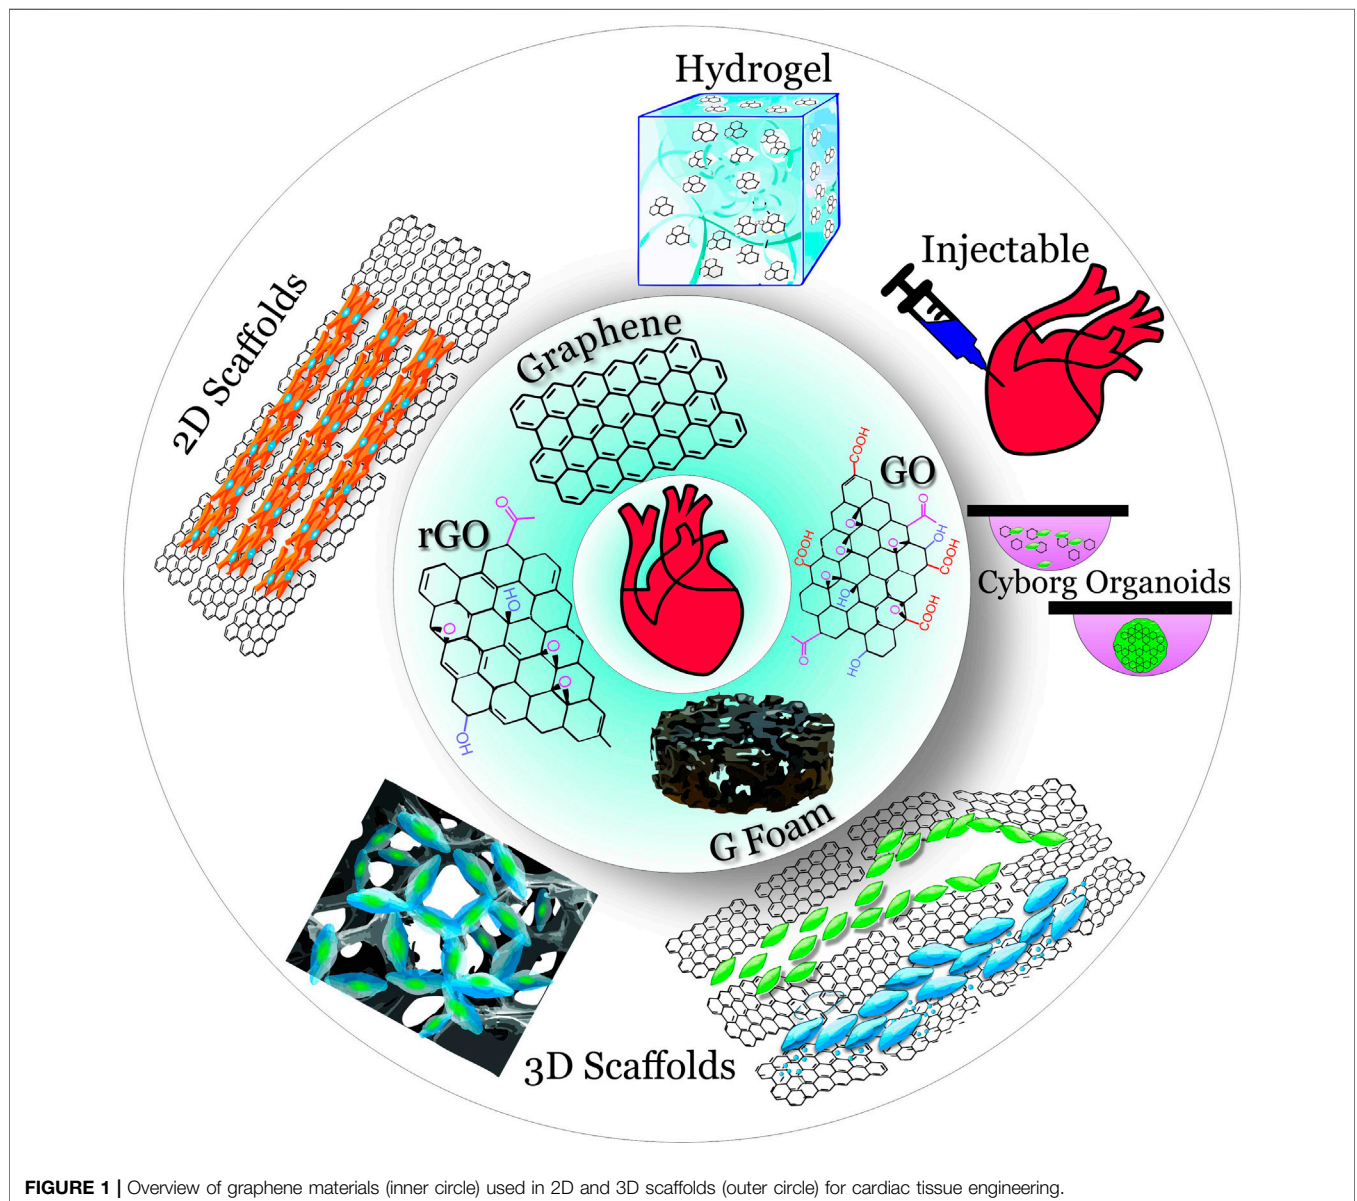 Hydrogel
Injectable
2D Scaffolds
Graphene
GO
rGO
COOH
COOH
COOH
COOH
O
OH
O
O
O
O
HO
O
HO
O
HO
O
O
O
HO
Cyborg Organoids
G Foam
3D Scaffolds
FIGURE 1 | Overview of graphene materials (inner circle) used in 2D and 3D scaffolds (outer circle) for cardiac tissue engineering.